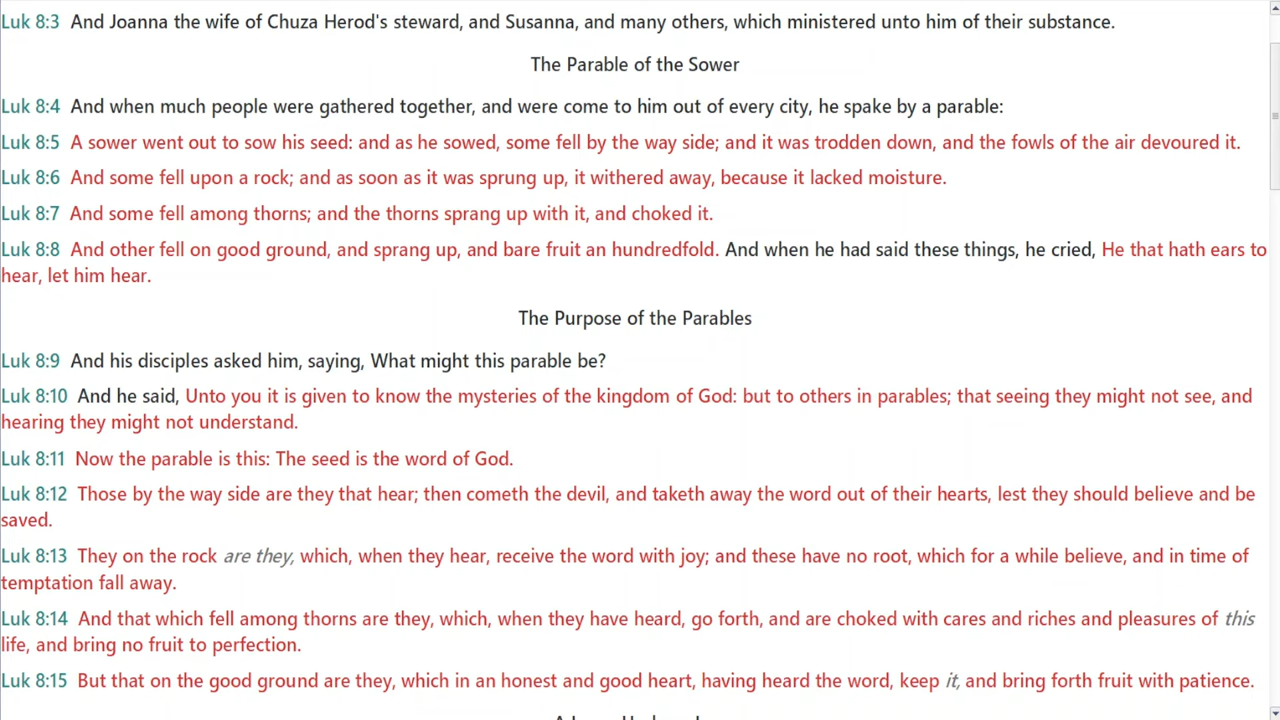 Luk 8:3 And Joanna the wife of Chuza Herod's steward, and Susanna, and many others, which ministered unto him of their substance.
The Parable of the Sower
Luk 8:4 And when much people were gathered together, and were come to him out of every city, he spake by a parable:
Luk 8:5 A sower went out to sow his seed: and as he sowed, some fell by the way side; and it was trodden down, and the fowls of the air devoured it.
Luk 8:6 And some fell upon a rock; and as soon as it was sprung up, it withered away, because it lacked moisture.
Luk 8:7 And some fell among thorns; and the thorns sprang up with it, and choked it.
Luk 8:8 And other fell on good ground, and sprang up, and bare fruit an hundredfold. And when he had said these things, he cried, He that hath ears to
hear, let him hear.
The Purpose of the Parables
Luk 8:9 And his disciples asked him, saying, What might this parable be?
Luk 8:10 And he said, Unto you it is given to know the mysteries of the kingdom of God: but to others in parables; that seeing they might not see, and
hearing they might not understand.
Luk 8:11 Now the parable is this: The seed is the word of God.
Luk 8:12 Those by the way side are they that hear; then cometh the devil, and taketh away the word out of their hearts, lest they should believe and be
saved.
Luk 8:13 They on the rock are they, which, when they hear, receive the word with joy; and these have no root, which for a while believe, and in time of
temptation fall away.
Luk 8:14 And that which fell among thorns are they, which, when they have heard, go forth, and are choked with cares and riches and pleasures of this
life, and bring no fruit to perfection.
Luk 8:15 But that on the good ground are they, which in an honest and good heart, having heard the word, keep it, and bring forth fruit with patience.